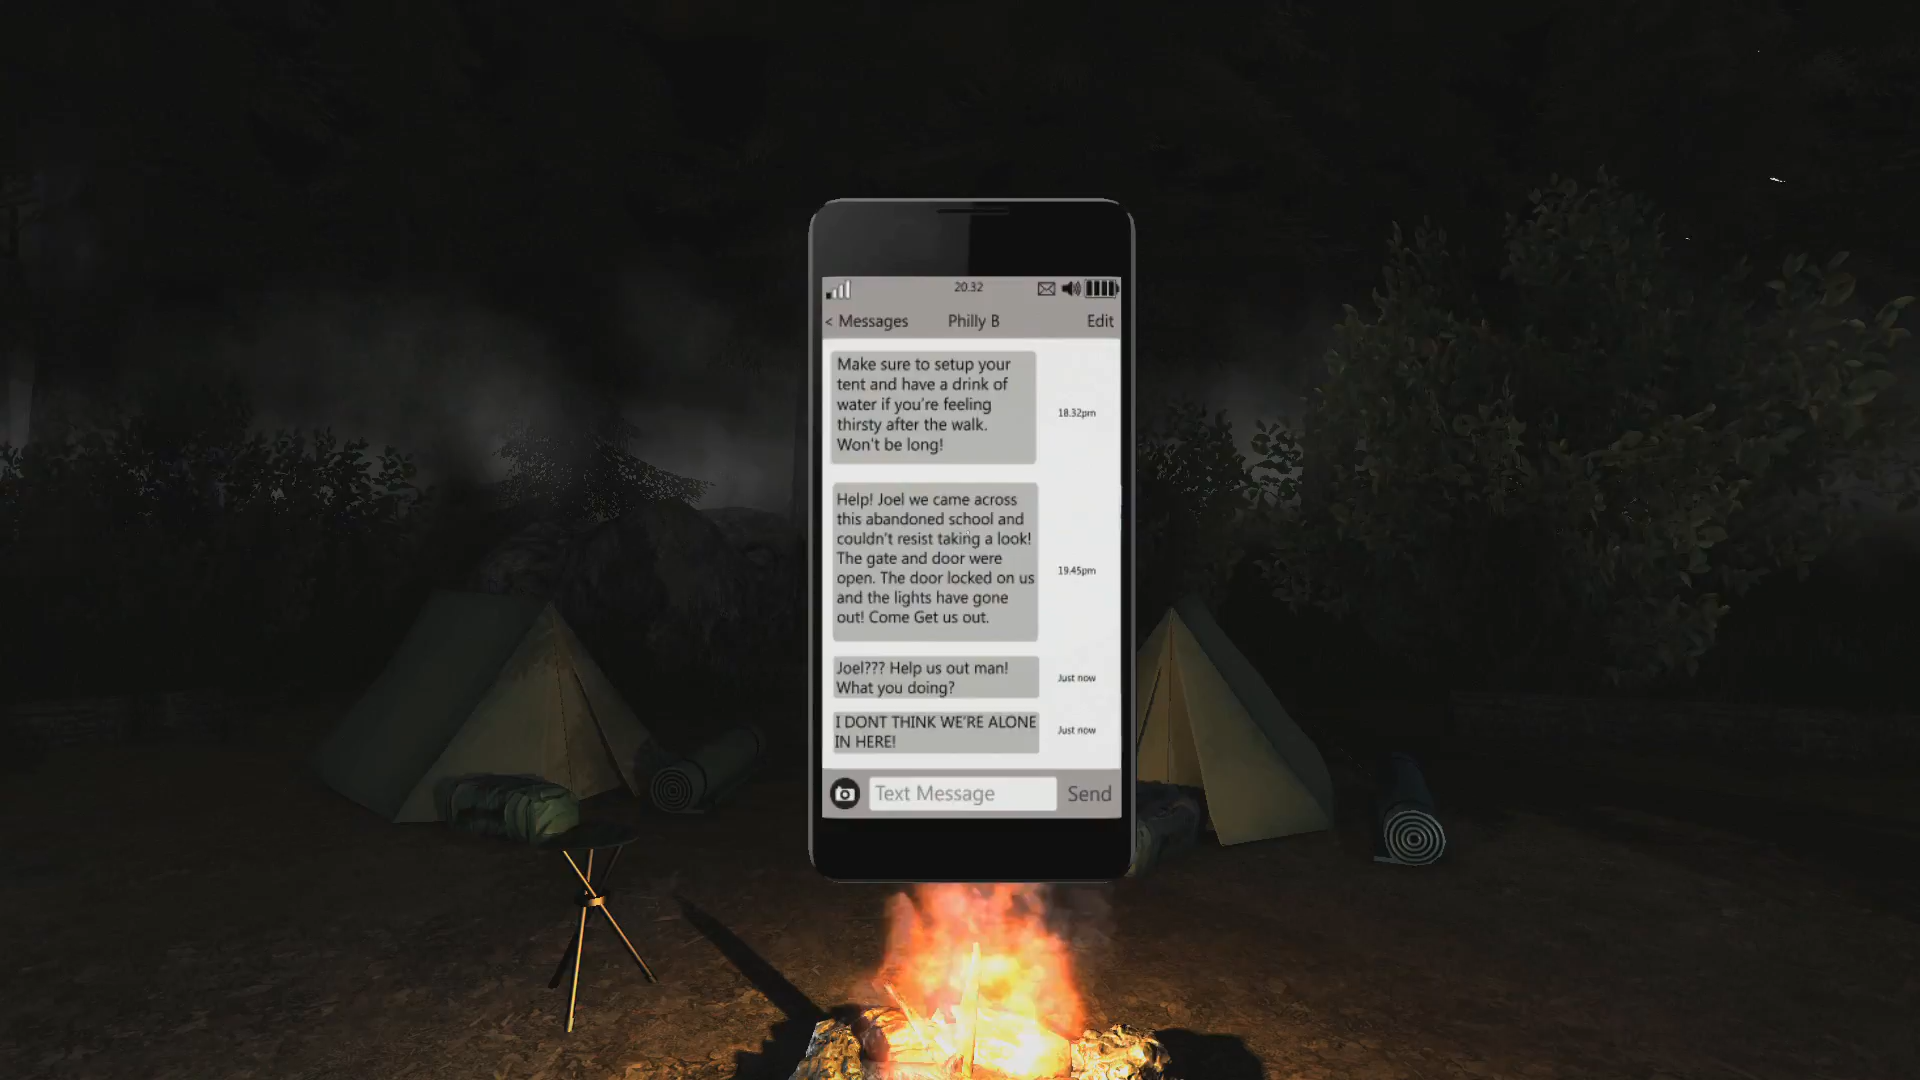 20.32
< Messages Philly B Edit
Make sure to setup your
tent and have a drink of
water if you're feeling
thirsty after the walk.
Won't be long!
18.32pm
Help! Joel we came across
this abandoned school and
couldn't resist taking a look!
The gate and door were
open. The door locked on us
and the lights have gone
out! Come Get us out.
19.45pm
Joel??? Help us out man!
What you doing?
Just now
I DONT THINK WE'RE ALONE
IN HERE!
Just now
Text Message Send